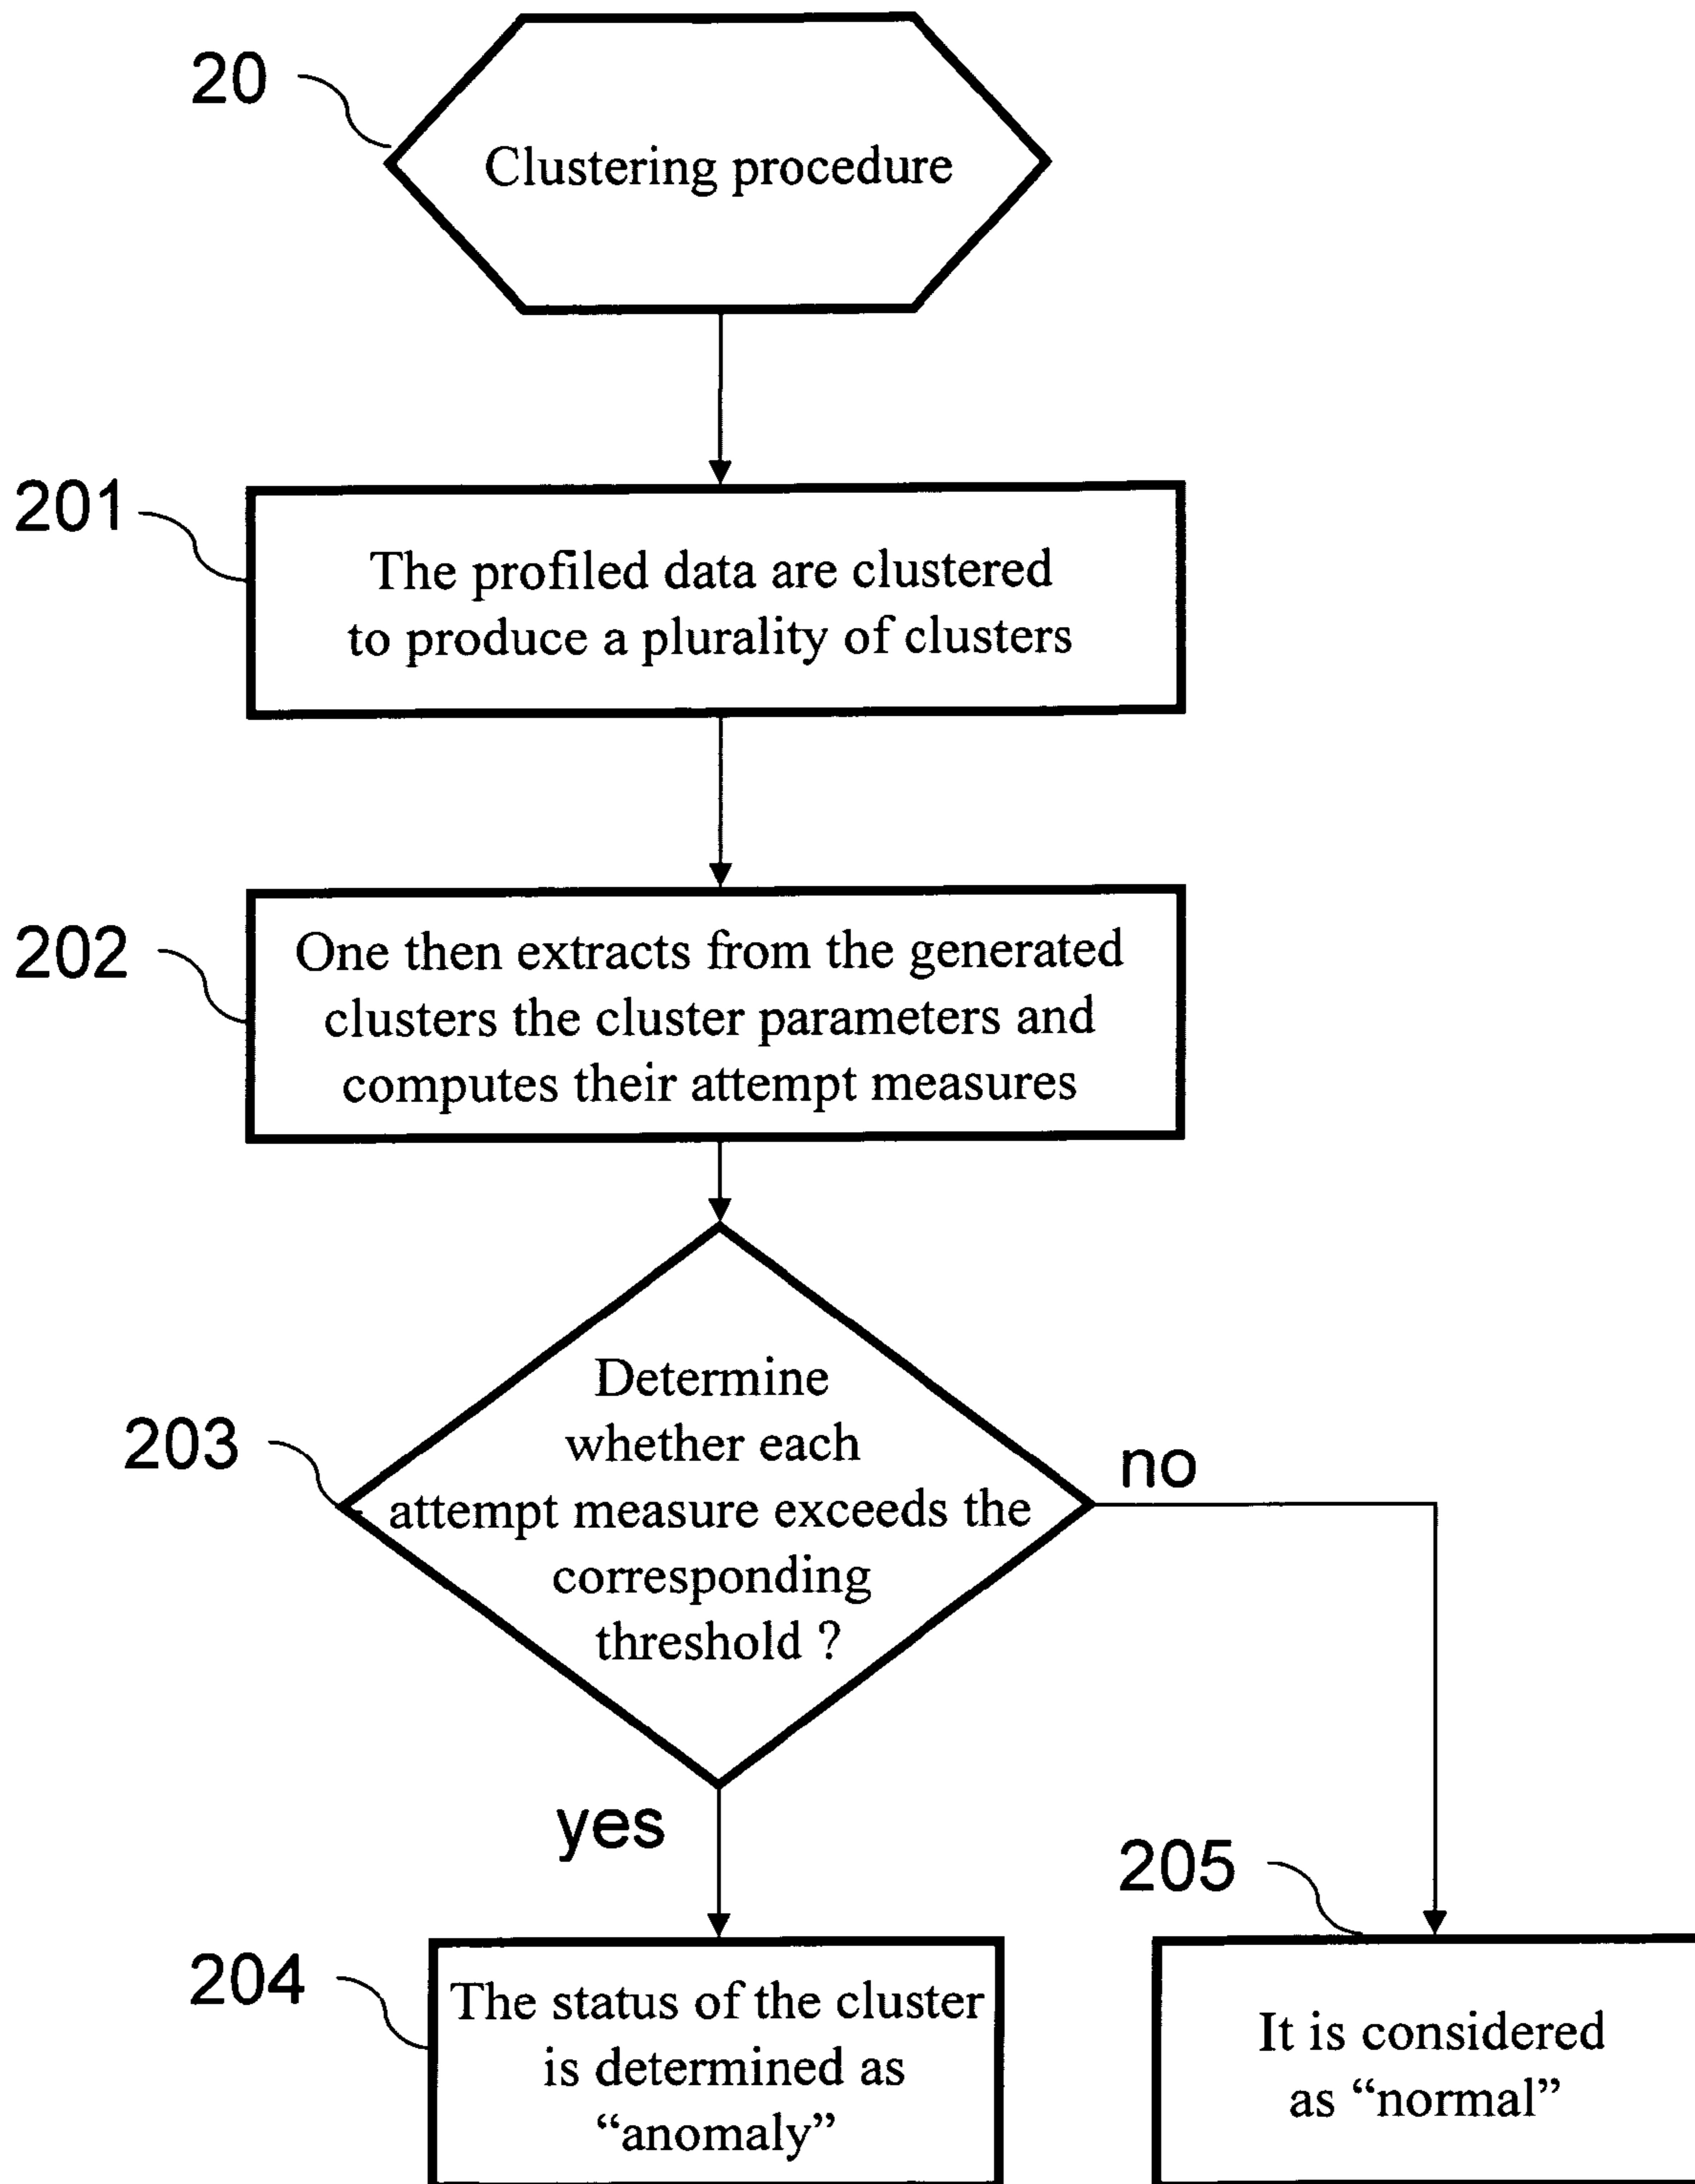 20
Clustering procedure
201
The profiled data are clustered
to produce a plurality of clusters
202
One then extracts from the generated
clusters the cluster parameters and
computes their attempt measures
203
Determine
whether each
attempt measure exceeds the
corresponding
threshold ?
no
yes
204
The status of the cluster
is determined as
“anomaly”
205
It is considered
as “normal”